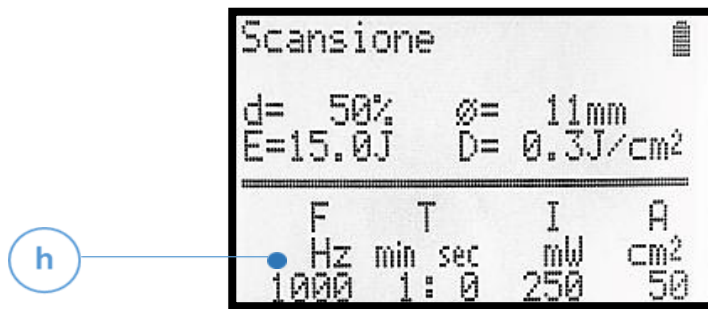 Scansione
d= 50% ø= 11mm
E=15.0J D= 0.3J/cm²
F T I A
h
Hz min sec mW cm²
1000 1: 0 250 50